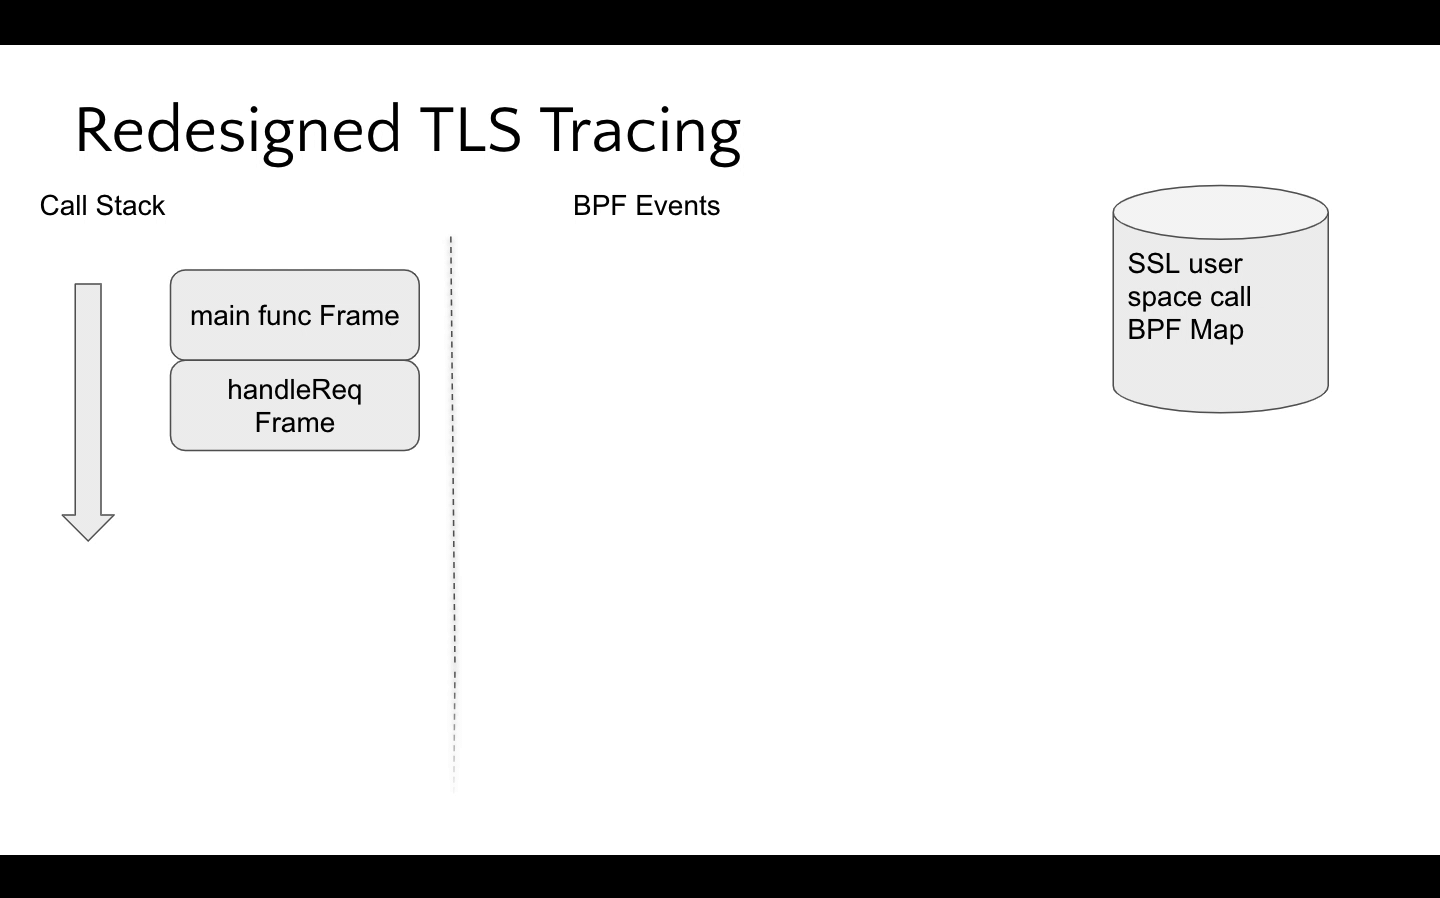 Redesigned TLS Tracing
Call Stack
BPF Events
main func Frame
handleReq
Frame
SSL user
space call
BPF Map